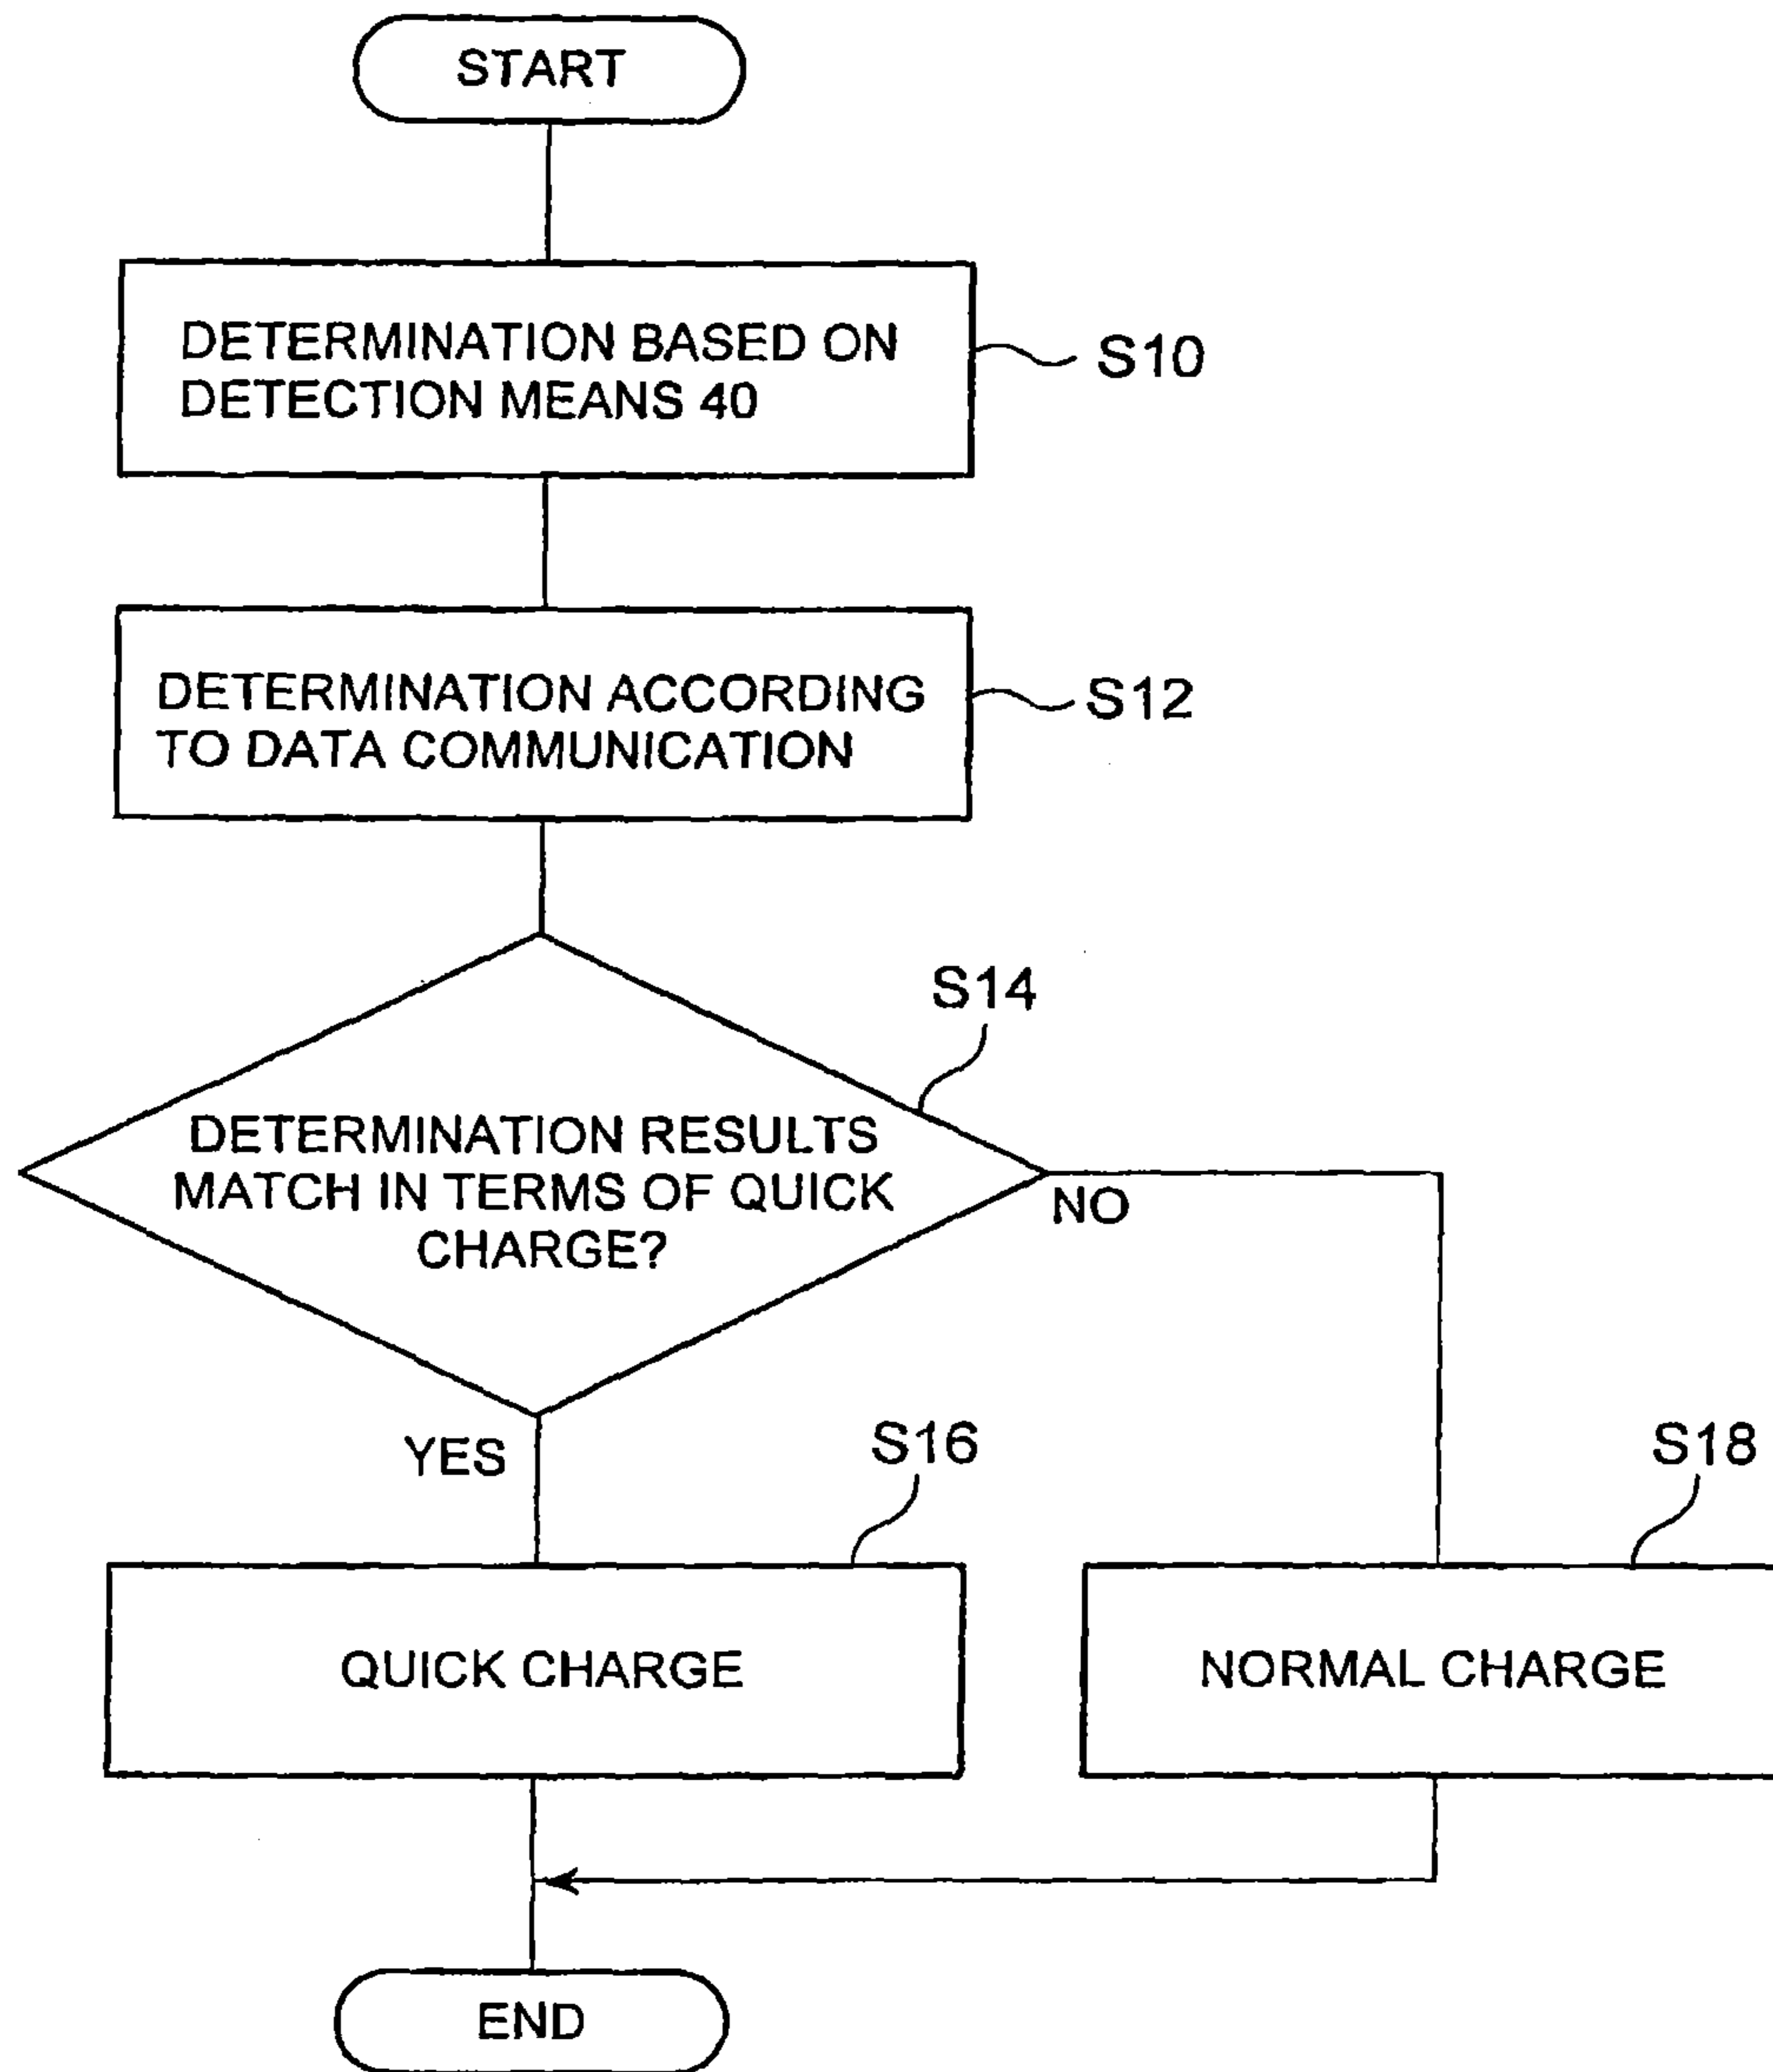 START
DETERMINATION BASED ON
DETECTION MEANS 40
S10
DETERMINATION ACCORDING
TO DATA COMMUNICATION
S12
S14
DETERMINATION RESULTS
MATCH IN TERMS OF QUICK
CHARGE?
NO
YES
S16
S18
QUICK CHARGE
NORMAL CHARGE
END